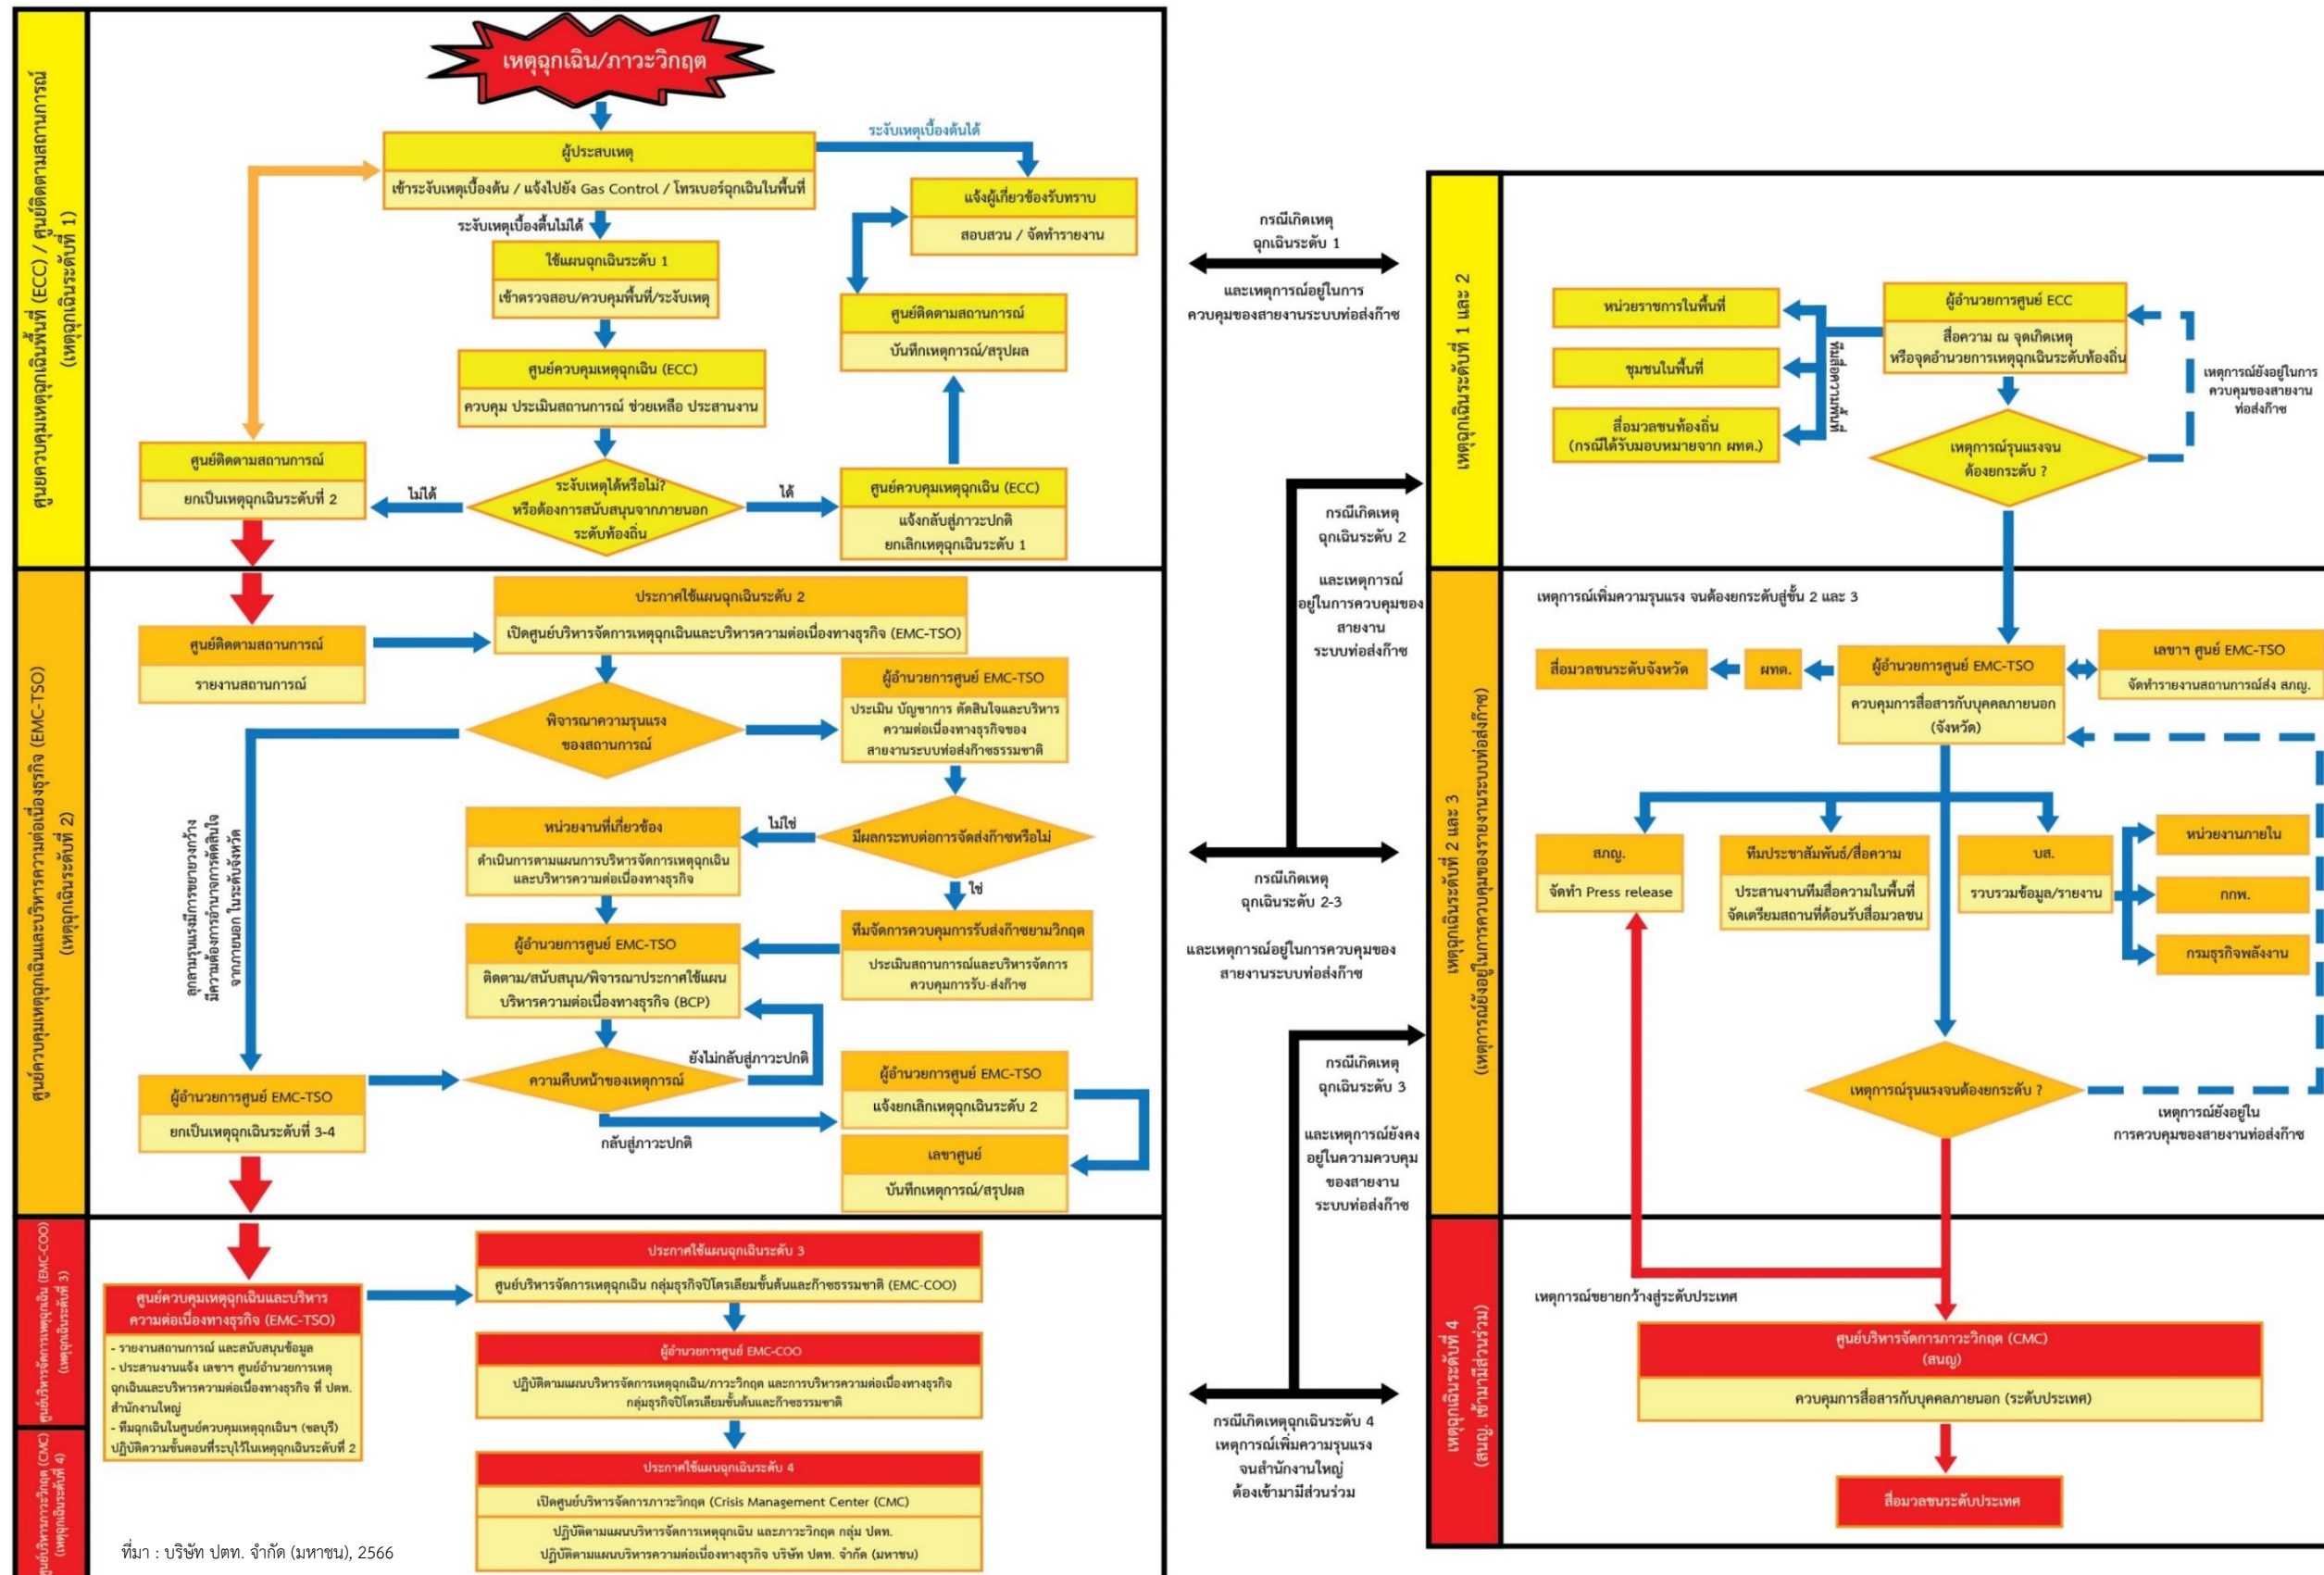 ศูนย์ควบคุมเหตุฉุกเฉินพื้นที่ (ECC) / ศูนย์ติดตามสถานการณ์
(เหตุฉุกเฉินระดับที่ 1)
เหตุฉุกเฉิน/ภาวะวิกฤต
ผู้ประสบเหตุ
เข้าระงับเหตุเบื้องต้น / แจ้งไปยัง Gas Control / โทรเบอร์ฉุกเฉินในพื้นที่
ระงับเหตุเบื้องต้นได้
แจ้งผู้เกี่ยวข้องรับทราบ
สอบสวน / จัดทำรายงาน
ระงับเหตุเบื้องตื้นไม่ได้
ใช้แผนฉุกเฉินระดับ 1
เข้าตรวจสอบ/ควบคุมพื้นที่/ระงับเหตุ
ศูนย์ติดตามสถานการณ์
บันทึกเหตุการณ์/สรุปผล
ศูนย์ควบคุมเหตุฉุกเฉิน (ECC)
ควบคุม ประเมินสถานการณ์ ช่วยเหลือ ประสานงาน
ศูนย์ติดตามสถานการณ์
ยกเป็นเหตุฉุกเฉินระดับที่ 2
ไม่ได้
ระงับเหตุได้หรือไม่?
หรือต้องการสนับสนุนจากภายนอก
ระดับท้องถิ่น
ได้
ศูนย์ควบคุมเหตุฉุกเฉิน (ECC)
แจ้งกลับสู่ภาวะปกติ
ยกเลิกเหตุฉุกเฉินระดับ 1
ศูนย์ควบคุมเหตุฉุกเฉินและบริหารความต่อเนื่องธุรกิจ (EMC-TSO)
(เหตุฉุกเฉินระดับที่ 2)
ประกาศใช้แผนฉุกเฉินระดับ 2
เปิดศูนย์บริหารจัดการเหตุฉุกเฉินและบริหารความต่อเนื่องทางธุรกิจ (EMC-TSO)
ศูนย์ติดตามสถานการณ์
รายงานสถานการณ์
พิจารณาความรุนแรง
ของสถานการณ์
ผู้อำนวยการศูนย์ EMC-TSO
ประเมิน บัญชาการ ตัดสินใจและบริหาร
ความต่อเนื่องทางธุรกิจของ
สายงานระบบท่อส่งก๊าซธรรมชาติ
ลุกลามรุนแรงมีการขยายวงกว้าง
มีความต้องการอำนาจการตัดสินใจ
จากภายนอก ในระดับจังหวัด
หน่วยงานที่เกี่ยวข้อง
ดำเนินการตามแผนการบริหารจัดการเหตุฉุกเฉิน
และบริหารความต่อเนื่องทางธุรกิจ
ไม่ใช่
มีผลกระทบต่อการจัดส่งก๊าซหรือไม่
ใช่
ผู้อำนวยการศูนย์ EMC-TSO
ติดตาม/สนับสนุน/พิจารณาประกาศใช้แผน
บริหารความต่อเนื่องทางธุรกิจ (BCP)
ทีมจัดการควบคุมการรับส่งก๊าซยามวิกฤต
ประเมินสถานการณ์และบริหารจัดการ
ควบคุมการรับ-ส่งก๊าซ
ยังไม่กลับสู่ภาวะปกติ
ความคืบหน้าของเหตุการณ์
กลับสู่ภาวะปกติ
ผู้อำนวยการศูนย์ EMC-TSO
ยกเป็นเหตุฉุกเฉินระดับที่ 3-4
ผู้อำนวยการศูนย์ EMC-TSO
แจ้งยกเลิกเหตุฉุกเฉินระดับ 2
เลขาศูนย์
บันทึกเหตุการณ์/สรุปผล
ศูนย์บริหารจัดการเหตุฉุกเฉิน (EMC-COO)
(เหตุฉุกเฉินระดับที่ 3)
ศูนย์บริหารภาวะวิกฤต (CMC)
(เหตุฉุกเฉินระดับที่ 4)
ศูนย์ควบคุมเหตุฉุกเฉินและบริหาร
ความต่อเนื่องทางธุรกิจ (EMC-TSO)
- รายงานสถานการณ์ และสนับสนุนข้อมูล
- ประสานงานแจ้ง เลขาฯ ศูนย์อำนวยการเหตุ
ฉุกเฉินและบริหารความต่อเนื่องทางธุรกิจ ที่ ปตท.
สำนักงานใหญ่
- ทีมฉุกเฉินในศูนย์ควบคุมเหตุฉุกเฉินฯ (ชลบุรี)
ปฏิบัติความขั้นตอนที่ระบุไว้ในเหตุฉุกเฉินระดับที่ 2
ประกาศใช้แผนฉุกเฉินระดับ 3
ศูนย์บริหารจัดการเหตุฉุกเฉิน กลุ่มธุรกิจปิโตรเลียมขั้นต้นและก๊าซธรรมชาติ (EMC-COO)
ผู้อำนวยการศูนย์ EMC-COO
ปฏิบัติตามแผนบริหารจัดการเหตุฉุกเฉิน/ภาวะวิกฤต และการบริหารความต่อเนื่องทางธุรกิจ
กลุ่มธุรกิจปิโตรเลียมขั้นต้นและก๊าซธรรมชาติ
ประกาศใช้แผนฉุกเฉินระดับ 4
เปิดศูนย์บริหารจัดการภาวะวิกฤต (Crisis Management Center (CMC)
ปฏิบัติตามแผนบริหารจัดการเหตุฉุกเฉิน และภาวะวิกฤต กลุ่ม ปตท.
ปฏิบัติตามแผนบริหารความต่อเนื่องทางธุรกิจ บริษัท ปตท. จำกัด (มหาชน)
ที่มา : บริษัท ปตท. จำกัด (มหาชน), 2566
กรณีเกิดเหตุ
ฉุกเฉินระดับ 1
และเหตุการณ์อยู่ในการ
ควบคุมของสายงานระบบท่อส่งก๊าซ
กรณีเกิดเหตุ
ฉุกเฉินระดับ 2
และเหตุการณ์
อยู่ในการควบคุมของ
สายงาน
ระบบท่อส่งก๊าซ
กรณีเกิดเหตุ
ฉุกเฉินระดับ 2-3
และเหตุการณ์อยู่ในการควบคุมของ
สายงานระบบท่อส่งก๊าซ
กรณีเกิดเหตุ
ฉุกเฉินระดับ 3
และเหตุการณ์ยังคง
อยู่ในความควบคุม
ของสายงาน
ระบบท่อส่งก๊าซ
กรณีเกิดเหตุฉุกเฉินระดับ 4
เหตุการณ์เพิ่มความรุนแรง
จนสำนักงานใหญ่
ต้องเข้ามามีส่วนร่วม
เหตุฉุกเฉินระดับที่ 1 และ 2
หน่วยราชการในพื้นที่
ชุมชนในพื้นที่
สื่อมวลชนท้องถิ่น
(กรณีได้รับมอบหมายจาก ผทต.)
ทีมสื่อความพื้นที่
ผู้อำนวยการศูนย์ ECC
สื่อความ ณ จุดเกิดเหตุ
หรือจุดอำนวยการเหตุฉุกเฉินระดับท้องถิ่น
เหตุการณ์รุนแรงจน
ต้องยกระดับ ?
เหตุการณ์ยังอยู่ในการ
ควบคุมของสายงาน
ท่อส่งก๊าซ
เหตุฉุกเฉินระดับที่ 2 และ 3
(เหตุการณ์ยังอยู่ในการควบคุมของรายงานระบบท่อส่งก๊าซ)
เหตุการณ์เพิ่มความรุนแรง จนต้องยกระดับสู่ขั้น 2 และ 3
สื่อมวลชนระดับจังหวัด
ผทต.
ผู้อำนวยการศูนย์ EMC-TSO
ควบคุมการสื่อสารกับบุคคลภายนอก
(จังหวัด)
เลขาฯ ศูนย์ EMC-TSO
จัดทำรายงานสถานการณ์ส่ง สภญ.
สภญ.
จัดทำ Press release
ทีมประชาสัมพันธ์/สื่อความ
ประสานงานทีมสื่อความในพื้นที่
จัดเตรียมสถานที่ต้อนรับสื่อมวลชน
บส.
รวบรวมข้อมูล/รายงาน
หน่วยงานภายใน
กกพ.
กรมธุรกิจพลังงาน
เหตุการณ์รุนแรงจนต้องยกระดับ ?
เหตุการณ์ยังอยู่ใน
การควบคุมของสายงานท่อส่งก๊าซ
เหตุฉุกเฉินระดับที่ 4
(สนญ. เข้ามามีส่วนร่วม)
เหตุการณ์ขยายกว้างสู่ระดับประเทศ
ศูนย์บริหารจัดการภาวะวิกฤต (CMC)
(สนญ)
ควบคุมการสื่อสารกับบุคคลภายนอก (ระดับประเทศ)
สื่อมวลชนระดับประเทศ